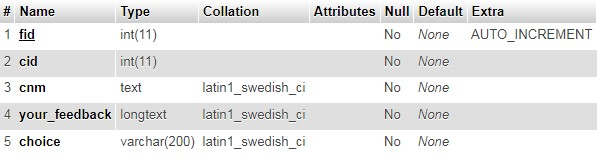 # Name Type Collation Attributes Null Default Extra
1 fid int(11) No None AUTO_INCREMENT
2 cid int(11) No None
3 cnm text latin1_swedish_ci No None
4 your_feedback longtext latin1_swedish_ci No None
5 choice varchar(200) latin1_swedish_ci No None